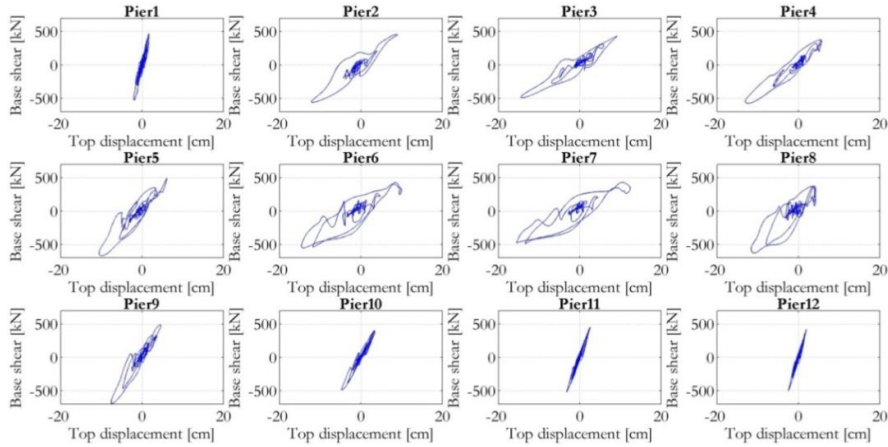 Pier1 Pier2 Pier3 Pier4
Base shear [kN] Base shear [kN] Base shear [kN] Base shear [kN]
500 500 500 500
0 0 0 0
-500 -500 -500 -500
-20 0 20 -20 0 20 -20 0 20 -20 0 20
Top displacement [cm] Top displacement [cm] Top displacement [cm] Top displacement [cm]
Pier5 Pier6 Pier7 Pier8
Base shear [kN] Base shear [kN] Base shear [kN] Base shear [kN]
500 500 500 500
0 0 0 0
-500 -500 -500 -500
-20 0 20 -20 0 20 -20 0 20 -20 0 20
Top displacement [cm] Top displacement [cm] Top displacement [cm] Top displacement [cm]
Pier9 Pier10 Pier11 Pier12
Base shear [kN] Base shear [kN] Base shear [kN] Base shear [kN]
500 500 500 500
0 0 0 0
-500 -500 -500 -500
-20 0 20 -20 0 20 -20 0 20 -20 0 20
Top displacement [cm] Top displacement [cm] Top displacement [cm] Top displacement [cm]